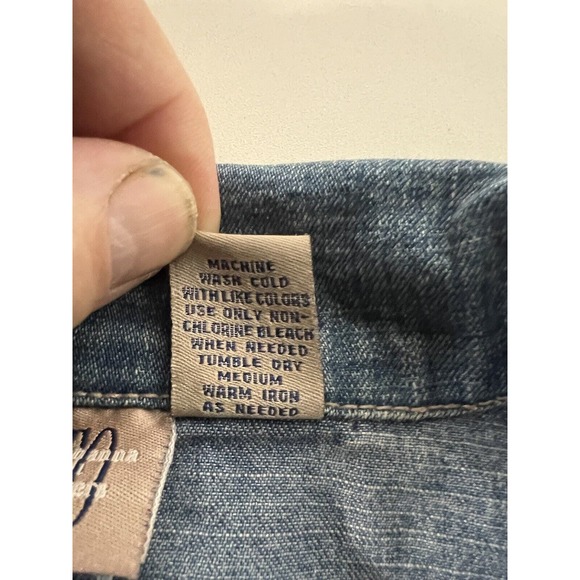 MACHINE
WASH COLD
WITH LIKE COLORS
USE ONLY NON-
CHLORINE BLEACH
WHEN NEEDED
TUMBLE DRY
MEDIUM
WARM IRON
AS NEEDED